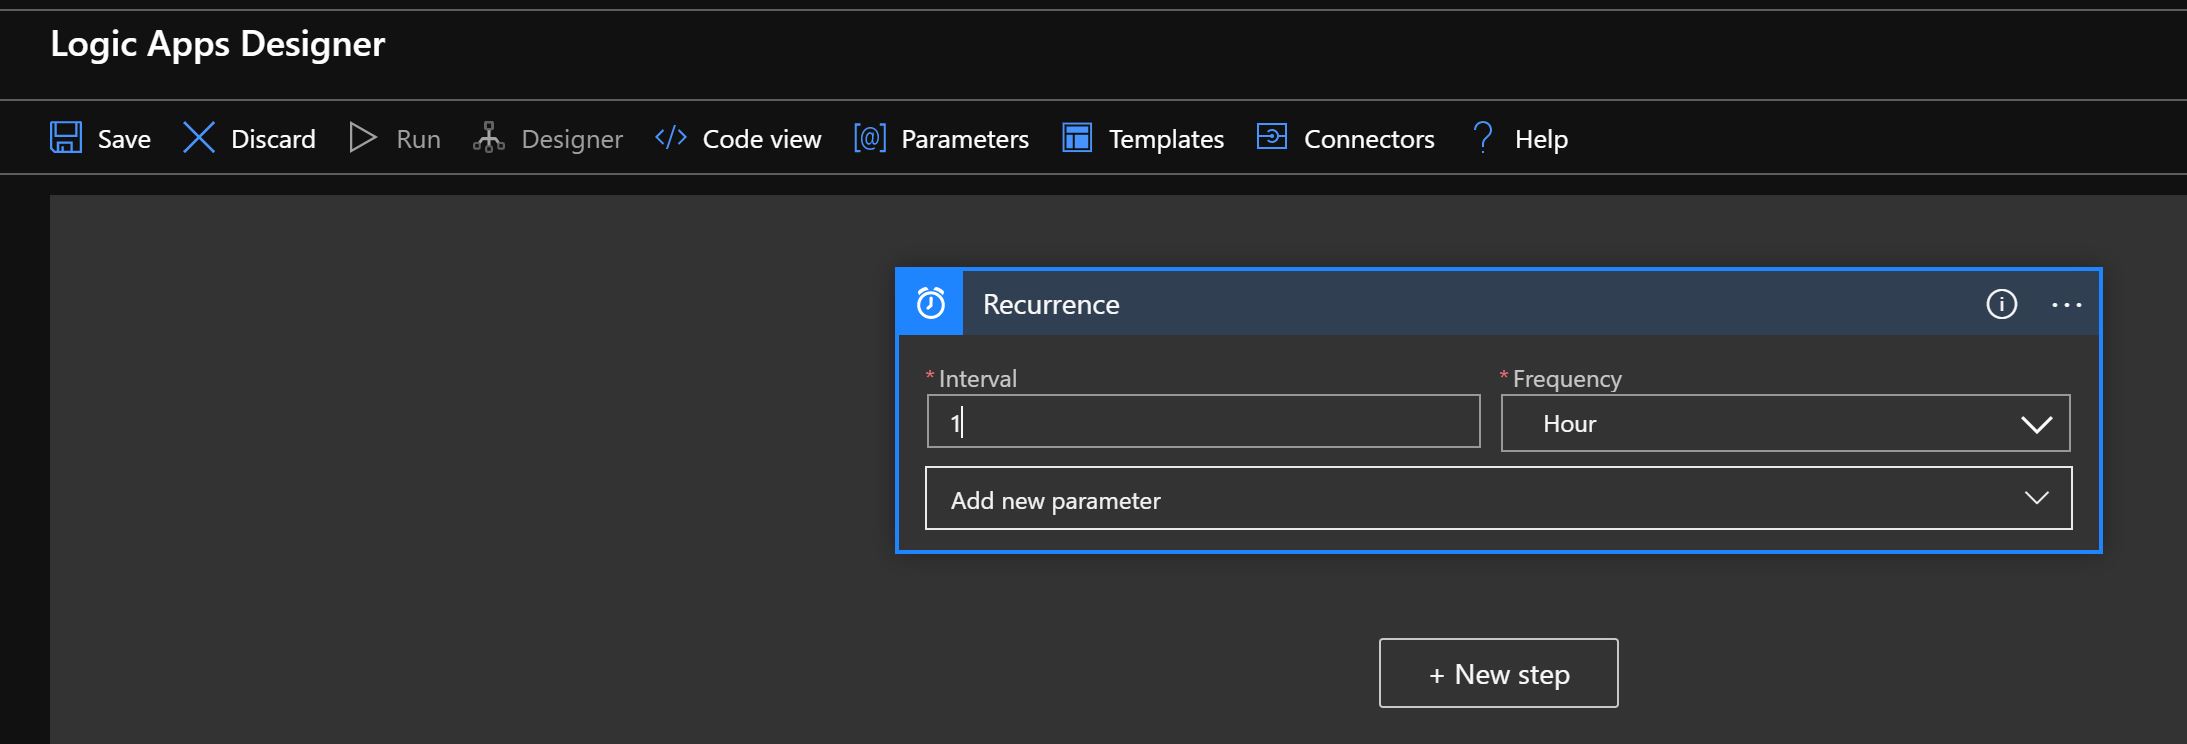 Logic Apps Designer
Save Discard Run Designer </> Code view [@] Parameters Templates Connectors ? Help
Recurrence
* Interval * Frequency
1 Hour
Add new parameter
+ New step